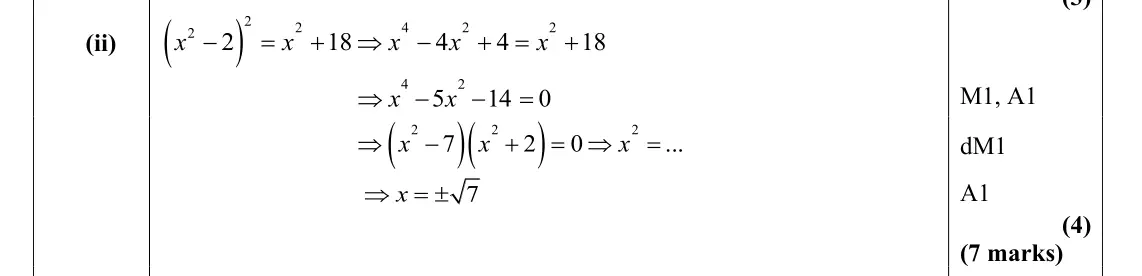 (3)
(ii) (x² − 2)² = x² + 18 ⇒ x⁴ − 4x² + 4 = x² + 18
⇒ x⁴ − 5x² − 14 = 0 M1, A1
⇒ (x² − 7)(x² + 2) = 0 ⇒ x² = ... dM1
⇒ x = ±√7 A1
(4)
(7 marks)